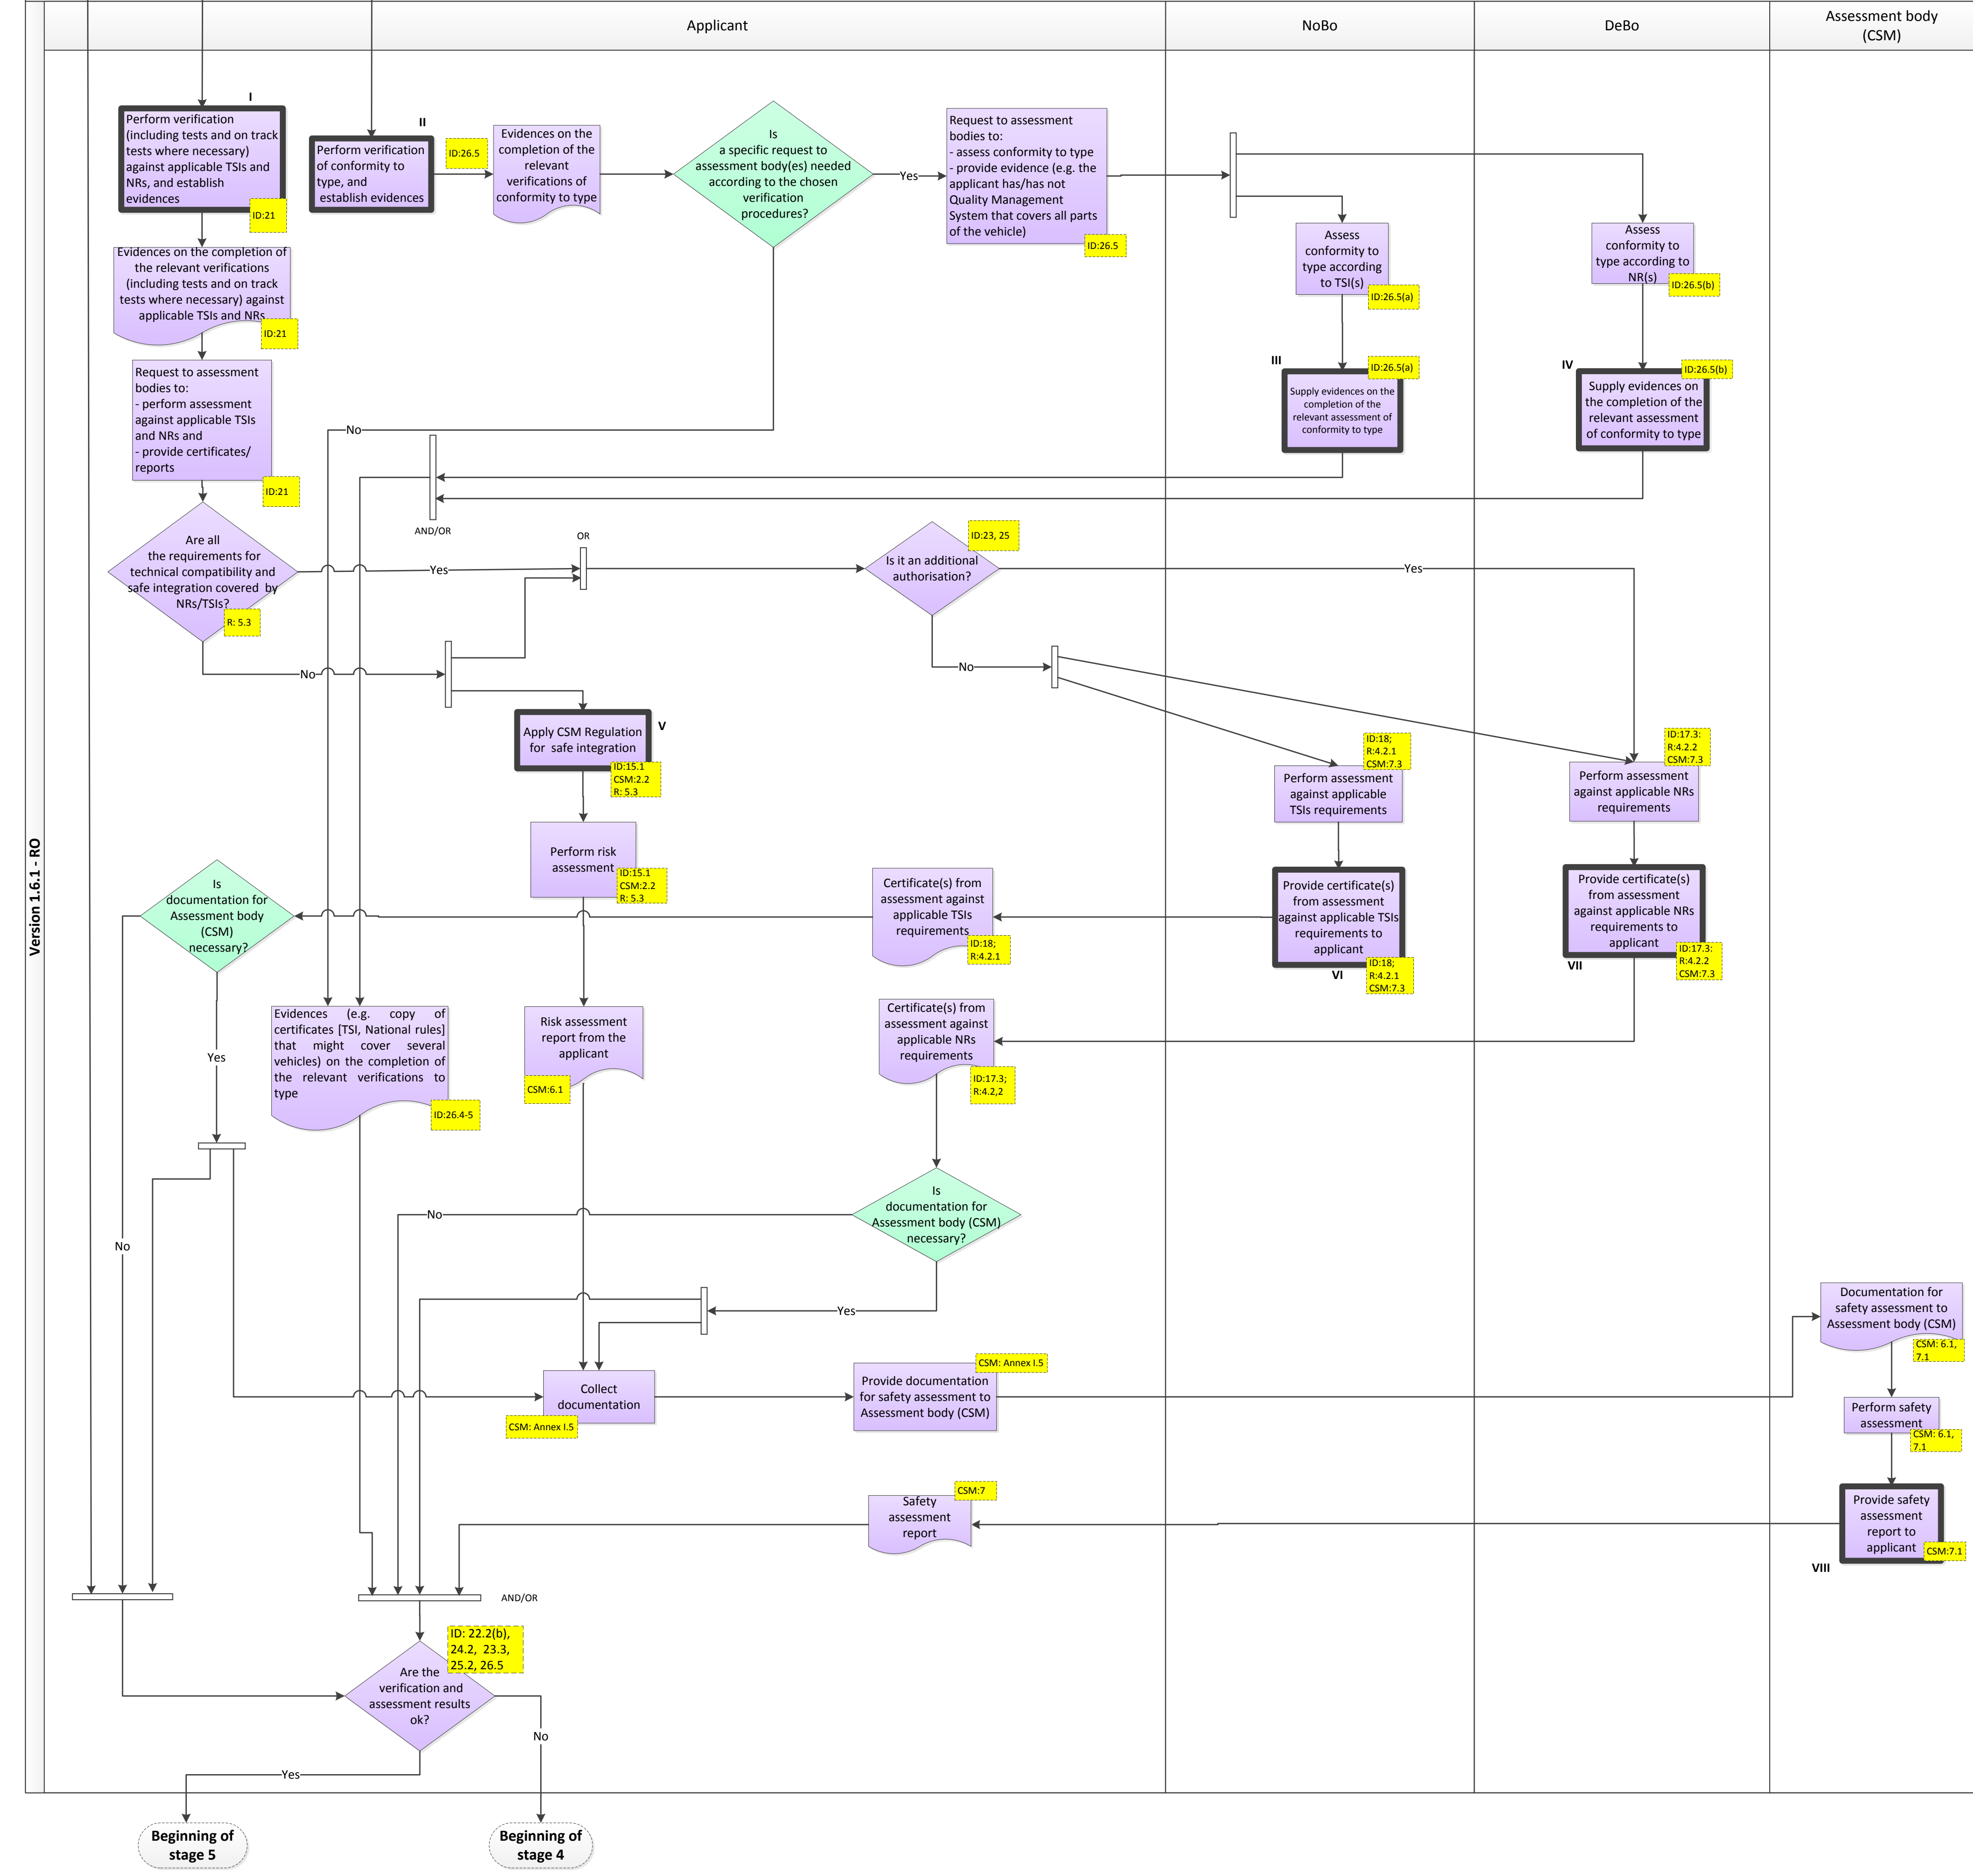 Applicant
NoBo
DeBo
Assessment body
(CSM)
Version 1.6.1 - RO
I
Perform verification
(including tests and on track
tests where necessary)
against applicable TSIs and
NRs, and establish
evidences
ID:21
II
Perform verification
of conformity to
type, and
establish evidences
ID:26.5
Evidences on the
completion of the
relevant
verifications of
conformity to type
Is
a specific request to
assessment body(es) needed
according to the chosen
verification
procedures?
Yes
Request to assessment
bodies to:
- assess conformity to type
- provide evidence (e.g. the
applicant has/has not
Quality Management
System that covers all parts
of the vehicle)
ID:26.5
Assess
conformity to
type according
to TSI(s)
ID:26.5(a)
Assess
conformity to
type according to
NR(s)
ID:26.5(b)
Evidences on the completion of
the relevant verifications
(including tests and on track
tests where necessary) against
applicable TSIs and NRs
ID:21
Request to assessment
bodies to:
- perform assessment
against applicable TSIs
and NRs and
- provide certificates/
reports
ID:21
III
ID:26.5(a)
Supply evidences on the
completion of the
relevant assessment of
conformity to type
IV
ID:26.5(b)
Supply evidences on
the completion of the
relevant assessment
of conformity to type
No
AND/OR
Are all
the requirements for
technical compatibility and
safe integration covered by
NRs/TSIs?
R: 5.3
Yes
OR
Is it an additional
authorisation?
ID:23, 25
Yes
No
No
Apply CSM Regulation
for safe integration
V
ID:15.1
CSM:2.2
R: 5.3
ID:18;
R:4.2.1
CSM:7.3
Perform assessment
against applicable
TSIs requirements
ID:17.3:
R:4.2.2
CSM:7.3
Perform assessment
against applicable NRs
requirements
Perform risk
assessment
ID:15.1
CSM:2.2
R: 5.3
Is
documentation for
Assessment body
(CSM)
necessary?
Certificate(s) from
assessment against
applicable TSIs
requirements
ID:18;
R:4.2.1
Provide certificate(s)
from assessment
against applicable TSIs
requirements to
applicant
VI
ID:18;
R:4.2.1
CSM:7.3
Provide certificate(s)
from assessment
against applicable NRs
requirements to
applicant
VII
ID:17.3:
R:4.2.2
CSM:7.3
Yes
Evidences (e.g. copy of
certificates [TSI, National rules]
that might cover several
vehicles) on the completion of
the relevant verifications to
type
ID:26.4-5
Risk assessment
report from the
applicant
CSM:6.1
Certificate(s) from
assessment against
applicable NRs
requirements
ID:17.3;
R:4.2,2
No
No
Is
documentation for
Assessment body (CSM)
necessary?
Yes
Collect
documentation
CSM: Annex I.5
CSM: Annex I.5
Provide documentation
for safety assessment to
Assessment body (CSM)
Documentation for
safety assessment to
Assessment body (CSM)
CSM: 6.1,
7.1
Perform safety
assessment
CSM: 6.1,
7.1
Provide safety
assessment
report to
applicant
CSM:7.1
VIII
CSM:7
Safety
assessment
report
AND/OR
ID: 22.2(b),
24.2, 23.3,
25.2, 26.5
Are the
verification and
assessment results
ok?
No
Yes
Beginning of
stage 5
Beginning of
stage 4